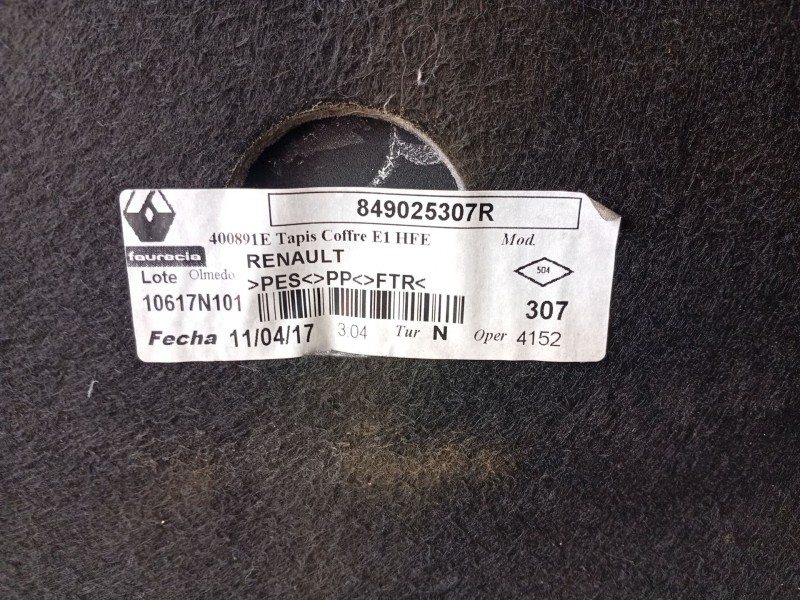 849025307R
400891E Tapis Coffre E1 HFE Mod.
faurecia RENAULT 504
Lote Olmedo >PES<>PP<>FTR<
10617N101 307
Fecha 11/04/17 3.04 Tur N Oper 4152